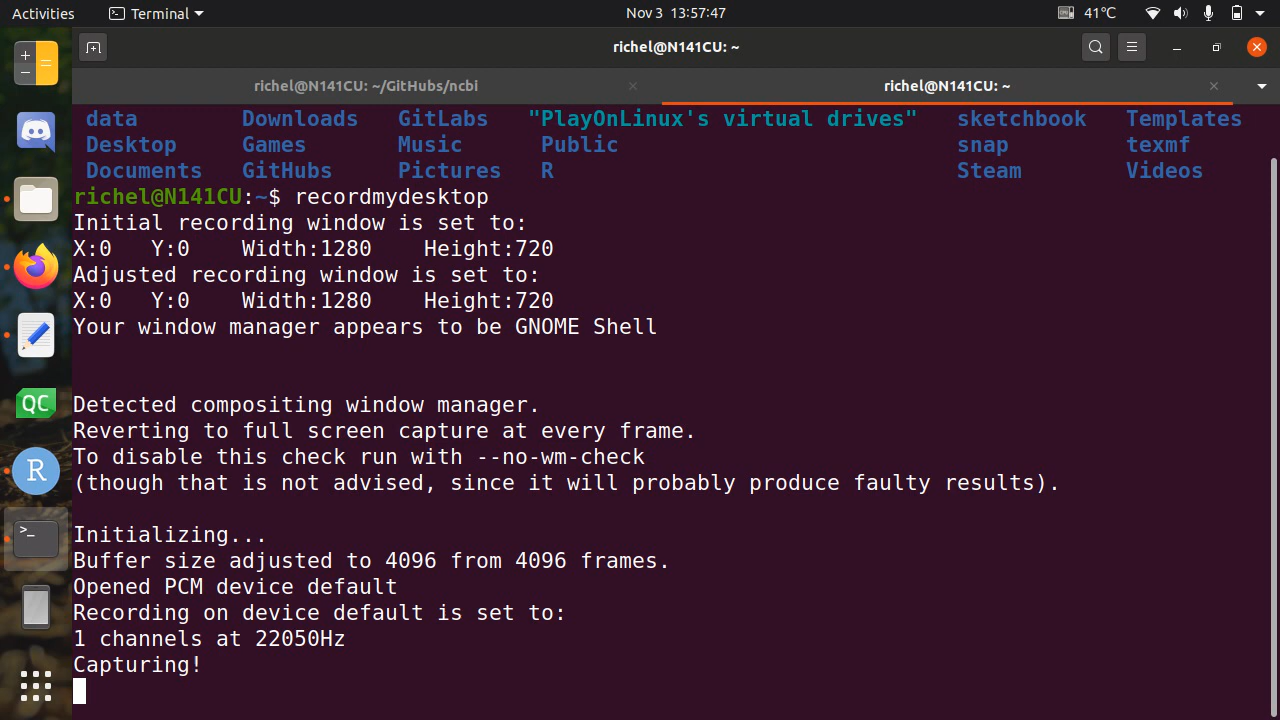 Activities Terminal Nov 3 13:57:47 41°C
richel@N141CU: ~
richel@N141CU: ~/GitHubs/ncbi richel@N141CU: ~
data Downloads GitLabs "PlayOnLinux's virtual drives" sketchbook Templates
Desktop Games Music Public snap texmf
Documents GitHubs Pictures R Steam Videos
richel@N141CU:~$ recordmydesktop
Initial recording window is set to:
X:0 Y:0 Width:1280 Height:720
Adjusted recording window is set to:
X:0 Y:0 Width:1280 Height:720
Your window manager appears to be GNOME Shell
Detected compositing window manager.
Reverting to full screen capture at every frame.
To disable this check run with --no-wm-check
(though that is not advised, since it will probably produce faulty results).
Initializing...
Buffer size adjusted to 4096 from 4096 frames.
Opened PCM device default
Recording on device default is set to:
1 channels at 22050Hz
Capturing!
QC
R
>_